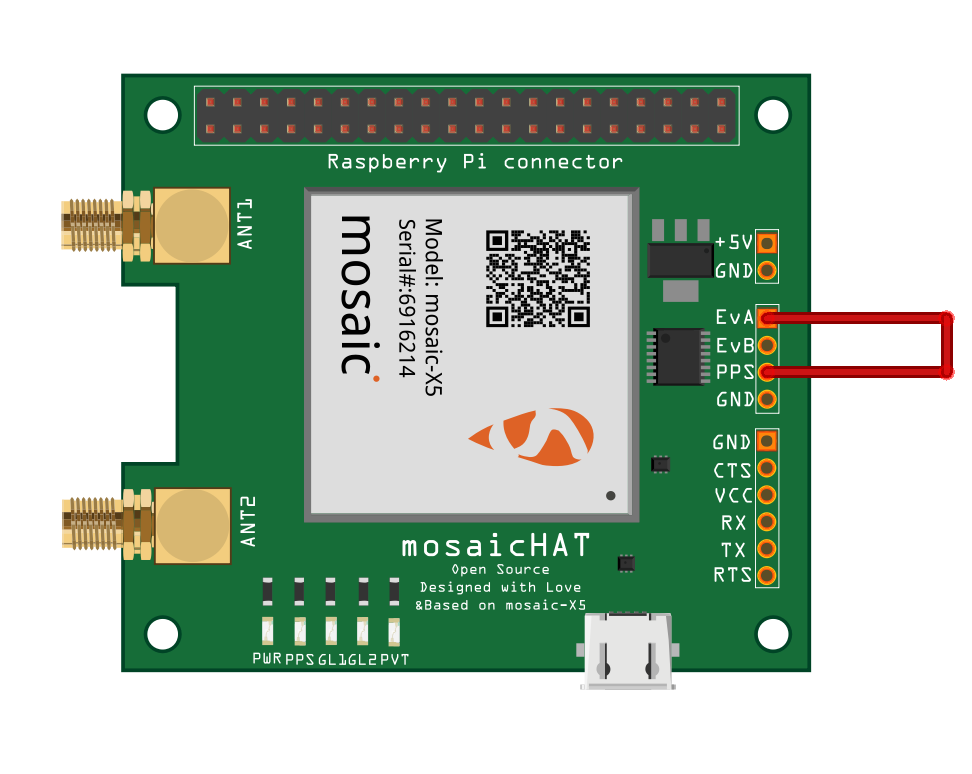 Raspberry Pi connector
ANT1
mosaic
Model: mosaic-X5
Serial#:6916214
+5V
GND
EvA
EvB
PPS
GND
GND
CTS
VCC
RX
TX
RTS
ANT2
mosaicHAT
Open Source
Designed with Love
&Based on mosaic-X5
PWR PPS GL1 GL2 PVT